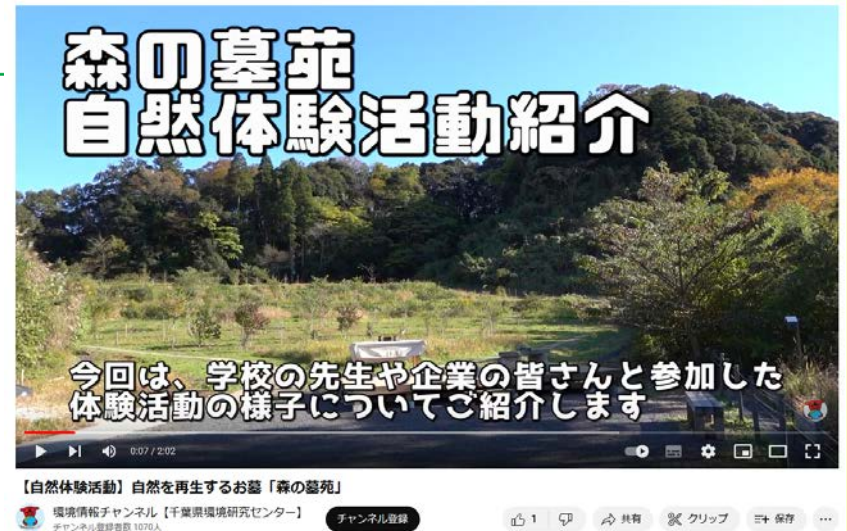 森の墓苑
自然体験活動紹介
今回は、学校の先生や企業の皆さんと参加した
体験活動の様子についてご紹介します
0:07 / 2:02
【自然体験活動】自然を再生するお墓「森の墓苑」
環境情報チャンネル【千葉県環境研究センター】
チャンネル登録者数 1070人
チャンネル登録
1
共有
クリップ
保存